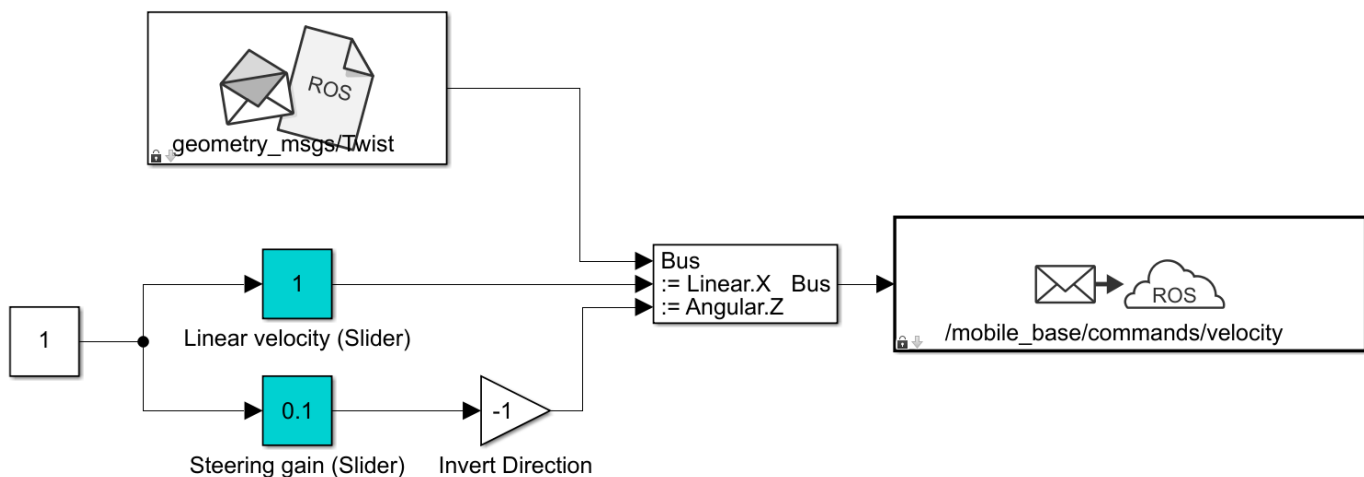 ROS
geometry_msgs/Twist
1
1
Linear velocity (Slider)
0.1
Steering gain (Slider)
-1
Invert Direction
Bus
:= Linear.X Bus
:= Angular.Z
ROS
/mobile_base/commands/velocity